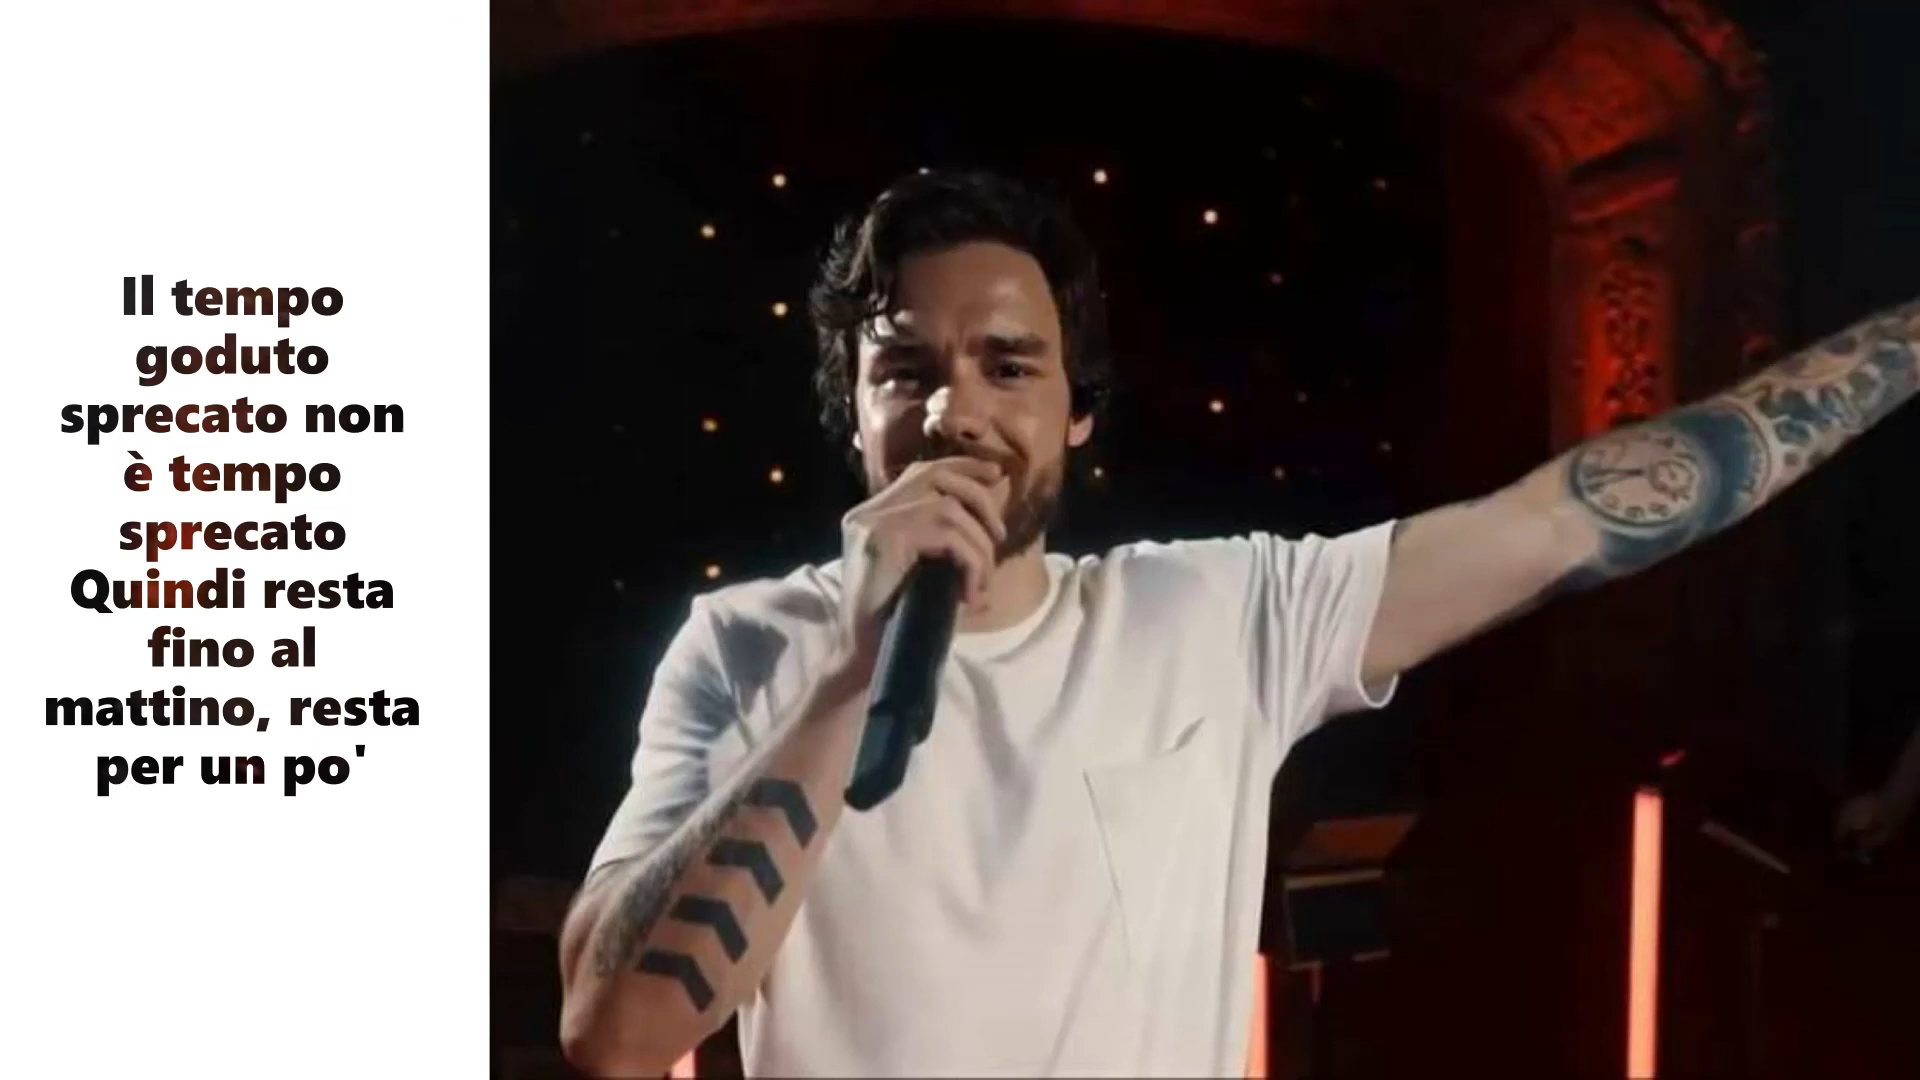 Il tempo
goduto
sprecato non
è tempo
sprecato
Quindi resta
fino al
mattino, resta
per un po'